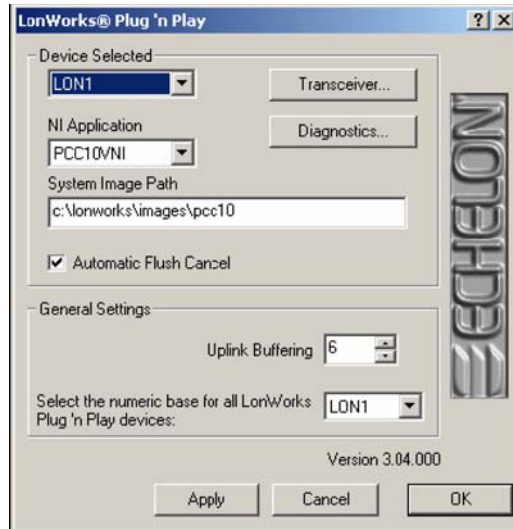 LonWorks® Plug 'n Play
Device Selected
LON1
Transceiver...
NI Application
Diagnostics...
PCC10VNI
System Image Path
c:\lonworks\images\pcc10
Automatic Flush Cancel
ECHELON
General Settings
Uplink Buffering 6
Select the numeric base for all LonWorks
Plug 'n Play devices:
LON1
Version 3.04.000
Apply Cancel OK